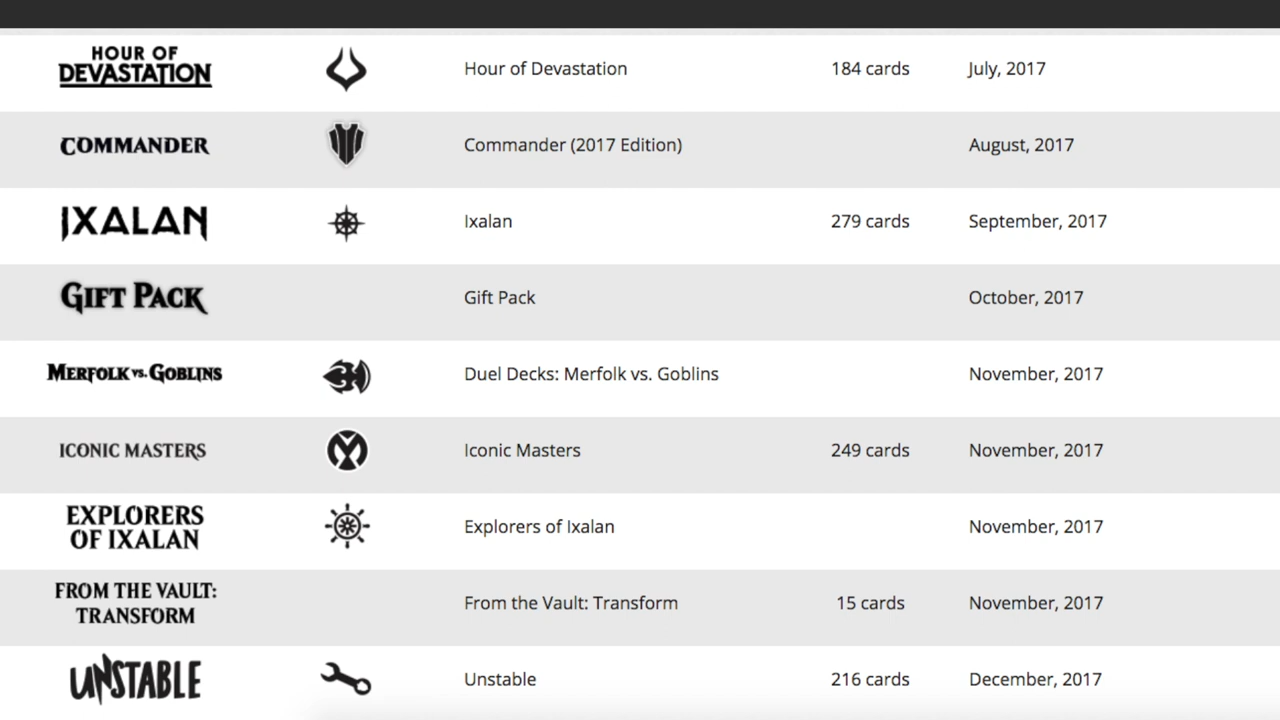 HOUR OF
DEVASTATION
Hour of Devastation 184 cards July, 2017
COMMANDER Commander (2017 Edition) August, 2017
IXALAN Ixalan 279 cards September, 2017
GIFT PACK Gift Pack October, 2017
MERFOLK VS. GOBLINS Duel Decks: Merfolk vs. Goblins November, 2017
ICONIC MASTERS Iconic Masters 249 cards November, 2017
EXPLORERS
OF IXALAN
Explorers of Ixalan November, 2017
FROM THE VAULT:
TRANSFORM
From the Vault: Transform 15 cards November, 2017
UNSTABLE Unstable 216 cards December, 2017